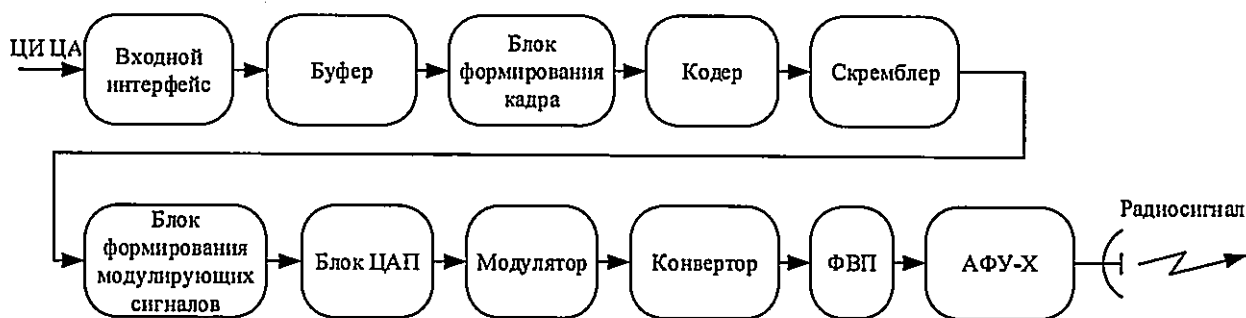 ЦИ ЦА
Входной
интерфейс
Буфер
Блок
формирования
кадра
Кодер
Скремблер
Блок
формирования
модулирующих
сигналов
Блок ЦАП
Модулятор
Конвертор
ФВП
АФУ-Х
Радиосигнал